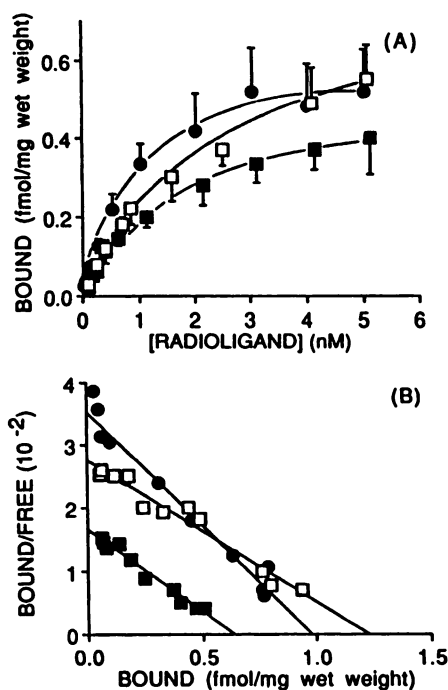 (A)
BOUND (fmol/mg wet weight)
0.6
0.4
0.2
0.0
0 1 2 3 4 5 6
[RADIOLIGAND] (nM)
(B)
BOUND/FREE (10⁻²)
4
3
2
1
0
0.0 0.5 1.0 1.5
BOUND (fmol/mg wet weight)